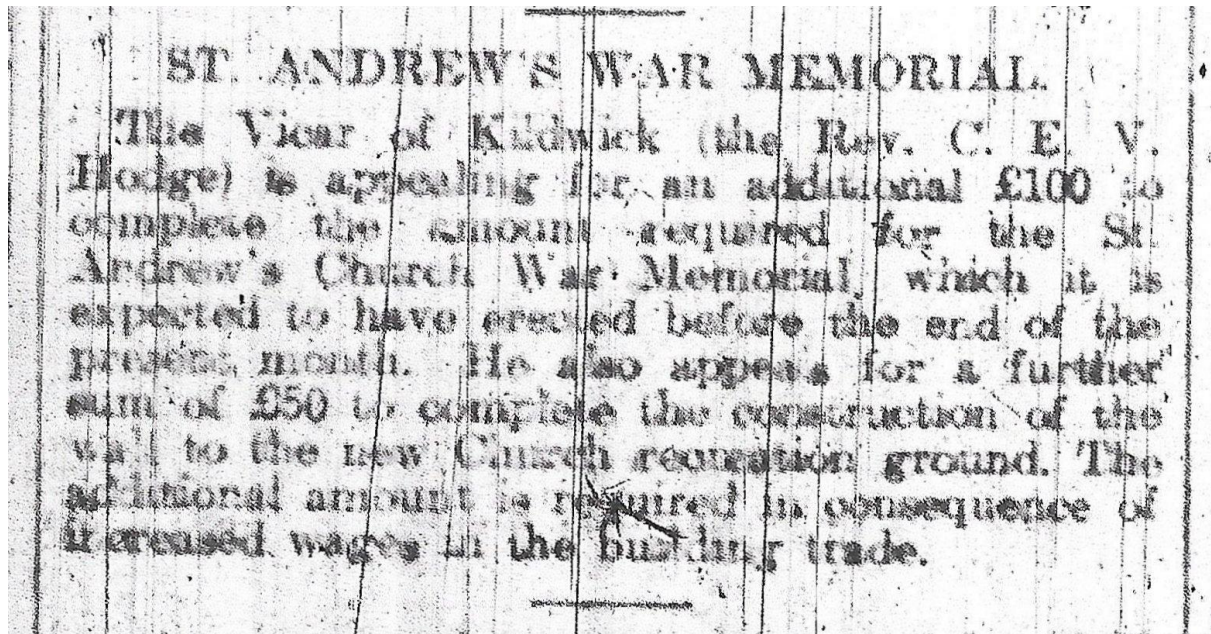 ST. ANDREW'S WAR MEMORIAL.
The Vicar of Kildwick (the Rev. C. E. V.
Hodge) is appealing for an additional £100 to
complete the amount required for the St.
Andrew's Church War Memorial, which it is
expected to have erected before the end of the
present month. He also appeals for a further
sum of £50 to complete the construction of the
wall to the new Church recreation ground. The
additional amount is required in consequence of
increased wages in the building trade.